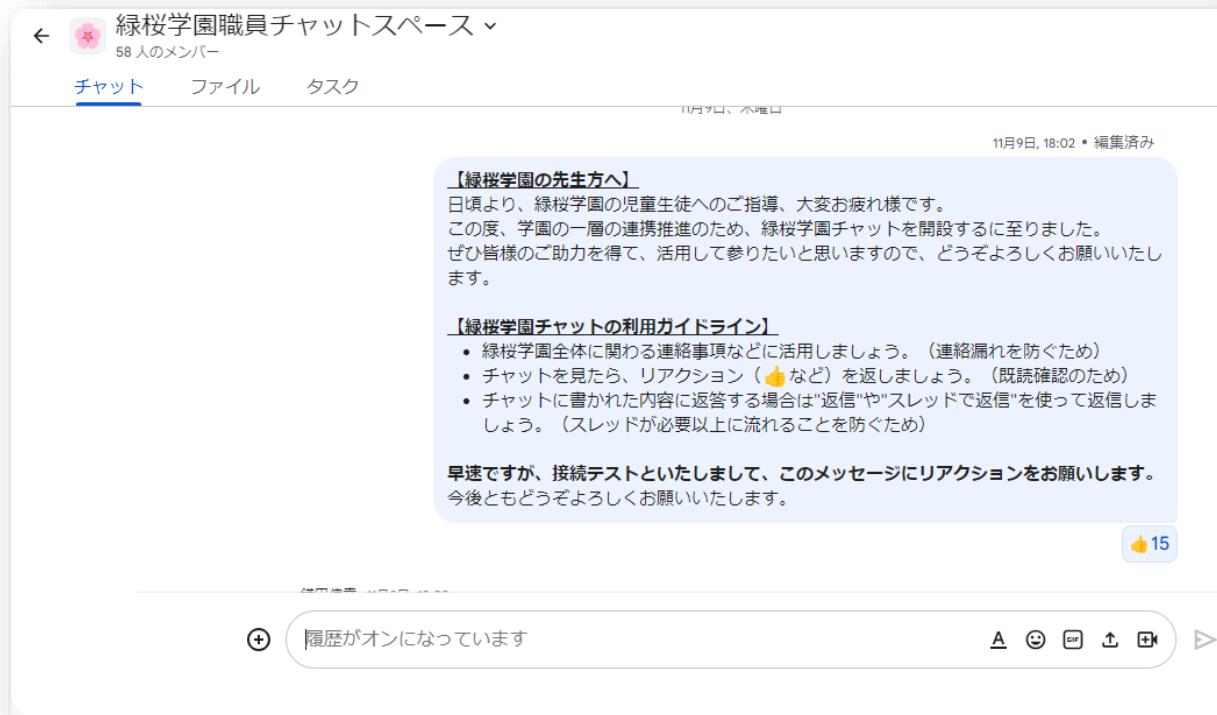 緑桜学園職員チャットスペース
58 人のメンバー
チャット ファイル タスク
11月9日、木曜日
11月9日, 18:02 • 編集済み
【緑桜学園の先生方へ】
日頃より、緑桜学園の児童生徒へのご指導、大変お疲れ様です。
この度、学園の一層の連携推進のため、緑桜学園チャットを開設するに至りました。
ぜひ皆様のご助力を得て、活用して参りたいと思いますので、どうぞよろしくお願いいたし
ます。
【緑桜学園チャットの利用ガイドライン】
• 緑桜学園全体に関わる連絡事項などに活用しましょう。（連絡漏れを防ぐため）
• チャットを見たら、リアクション（👍など）を返しましょう。（既読確認のため）
• チャットに書かれた内容に返答する場合は"返信"や"スレッドで返信"を使って返信しま
しょう。（スレッドが必要以上に流れることを防ぐため）
早速ですが、接続テストといたしまして、このメッセージにリアクションをお願いします。
今後ともどうぞよろしくお願いいたします。
👍15
履歴がオンになっています
GIF